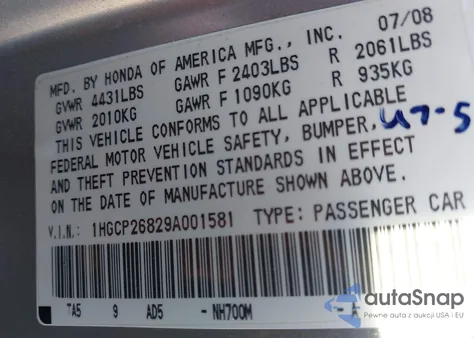 MFD. BY HONDA OF AMERICA MFG., INC. 07/08
GVWR 4431LBS GAWR F 2403LBS R 2061LBS
GVWR 2010KG GAWR F 1090KG R 935KG
THIS VEHICLE CONFORMS TO ALL APPLICABLE
FEDERAL MOTOR VEHICLE SAFETY, BUMPER, U7-5
AND THEFT PREVENTION STANDARDS IN EFFECT
ON THE DATE OF MANUFACTURE SHOWN ABOVE.
V.I.N.: 1HGCP26829A001581 TYPE: PASSENGER CAR
TA5 9 AD5 -NH700M -A
autaSnap
Pewne auta z aukcji USA i EU